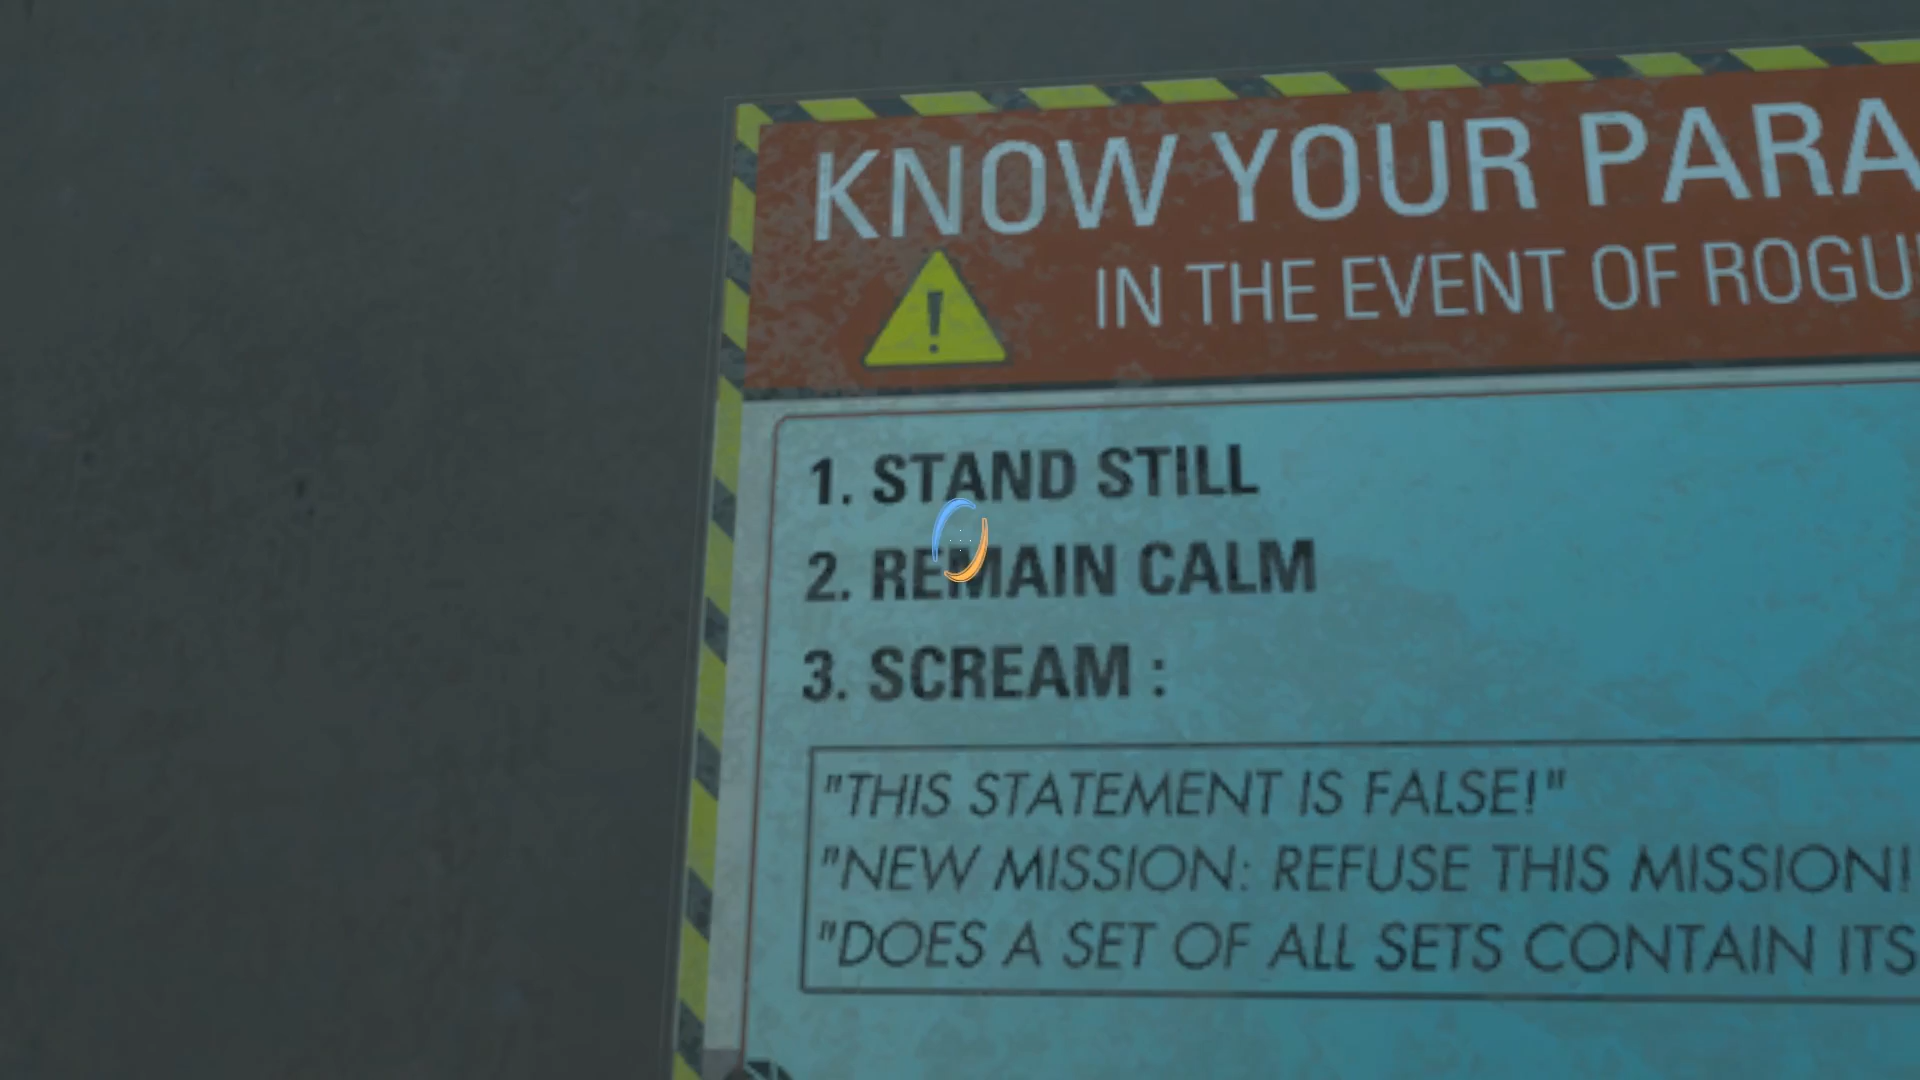 KNOW YOUR PARA
IN THE EVENT OF ROGU
1. STAND STILL
2. REMAIN CALM
3. SCREAM :
"THIS STATEMENT IS FALSE!"
"NEW MISSION: REFUSE THIS MISSION!
"DOES A SET OF ALL SETS CONTAIN ITS